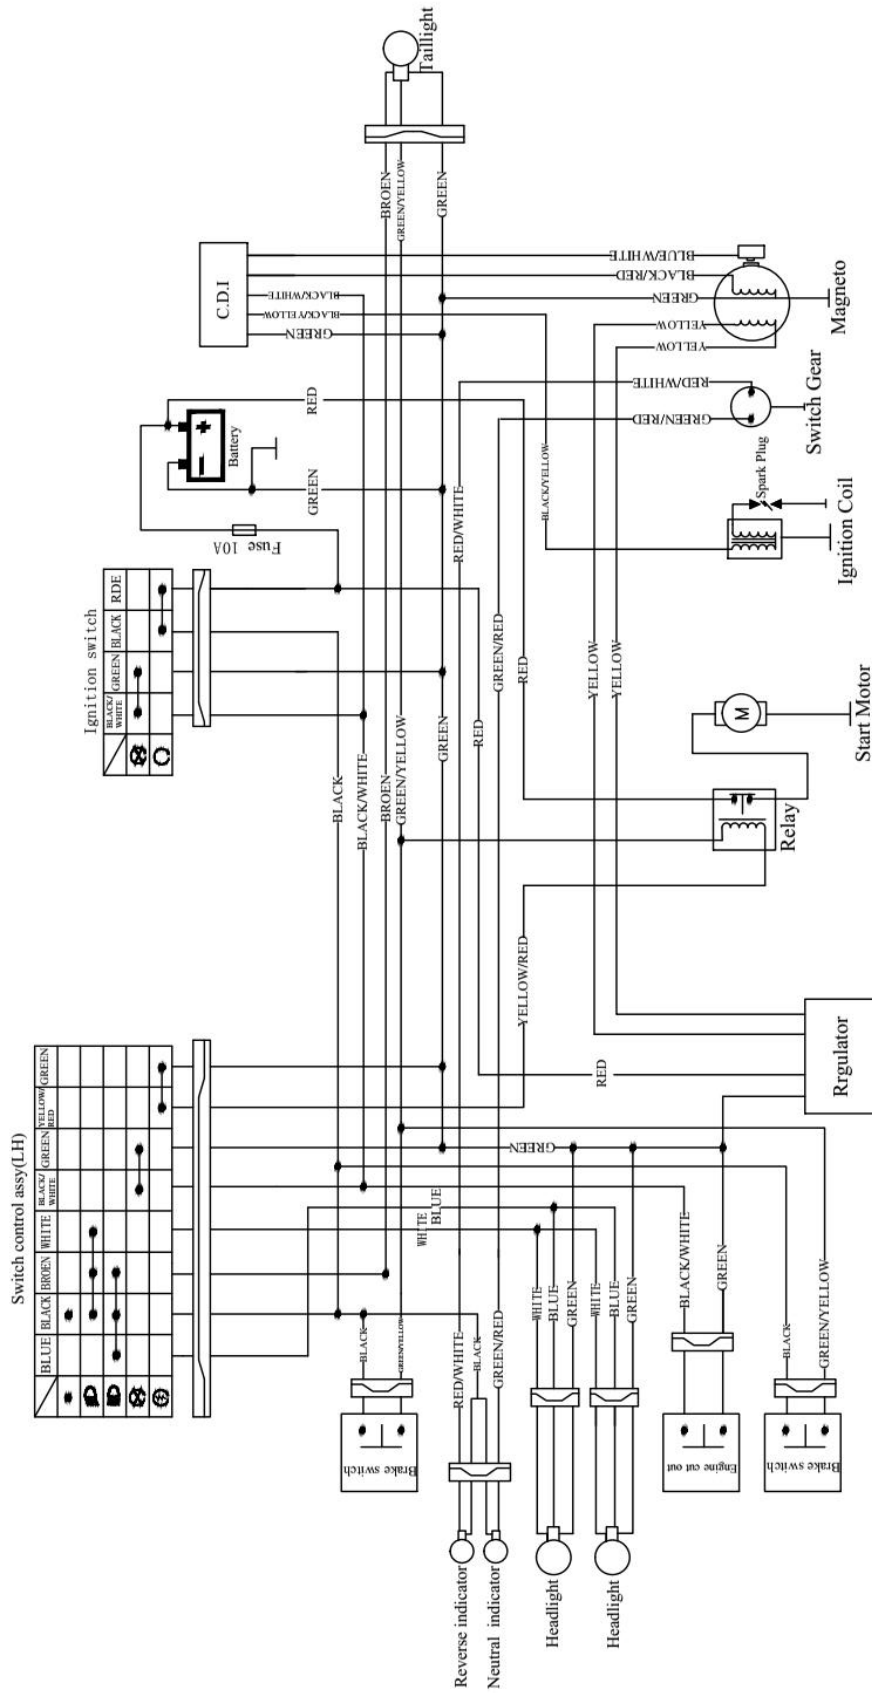 Taillight
BROEN
GREEN/YELLOW
GREEN
C.D.I
BLUE/WHITE
BLACK/RED
BLACK/WHITE
GREEN
BLACK/YELLOW
YELLOW
GREEN
YELLOW
Magneto
RED
RED/WHITE
GREEN/RED
Switch Gear
Battery
GREEN
Fuse 10A
RED/WHITE
BLACK/YELLOW
Spark Plug
Ignition Coil
Ignition switch
BLACK/
WHITE
GREEN
BLACK
RDE
GREEN/RED
YELLOW
YELLOW
RED
RED
GREEN
GREEN/YELLOW
BROEN
BLACK/WHITE
BLACK
M
Start Motor
Relay
YELLOW/RED
RED
Rrgulator
Switch control assy(LH)
BLUE
BLACK
BROEN
WHITE
BLACK/
WHITE
GREEN
YELLOW/
RED
GREEN
GREEN
WHITE
BLUE
BLACK
GREEN/YELLOW
RED/WHITE
BLACK
GREEN/RED
WHITE
BLUE
GREEN
WHITE
BLUE
GREEN
BLACK/WHITE
GREEN
BLACK
GREEN/YELLOW
Brake switch
Engine cut out
Brake switch
Reverse indicator
Neutral indicator
Headlight
Headlight